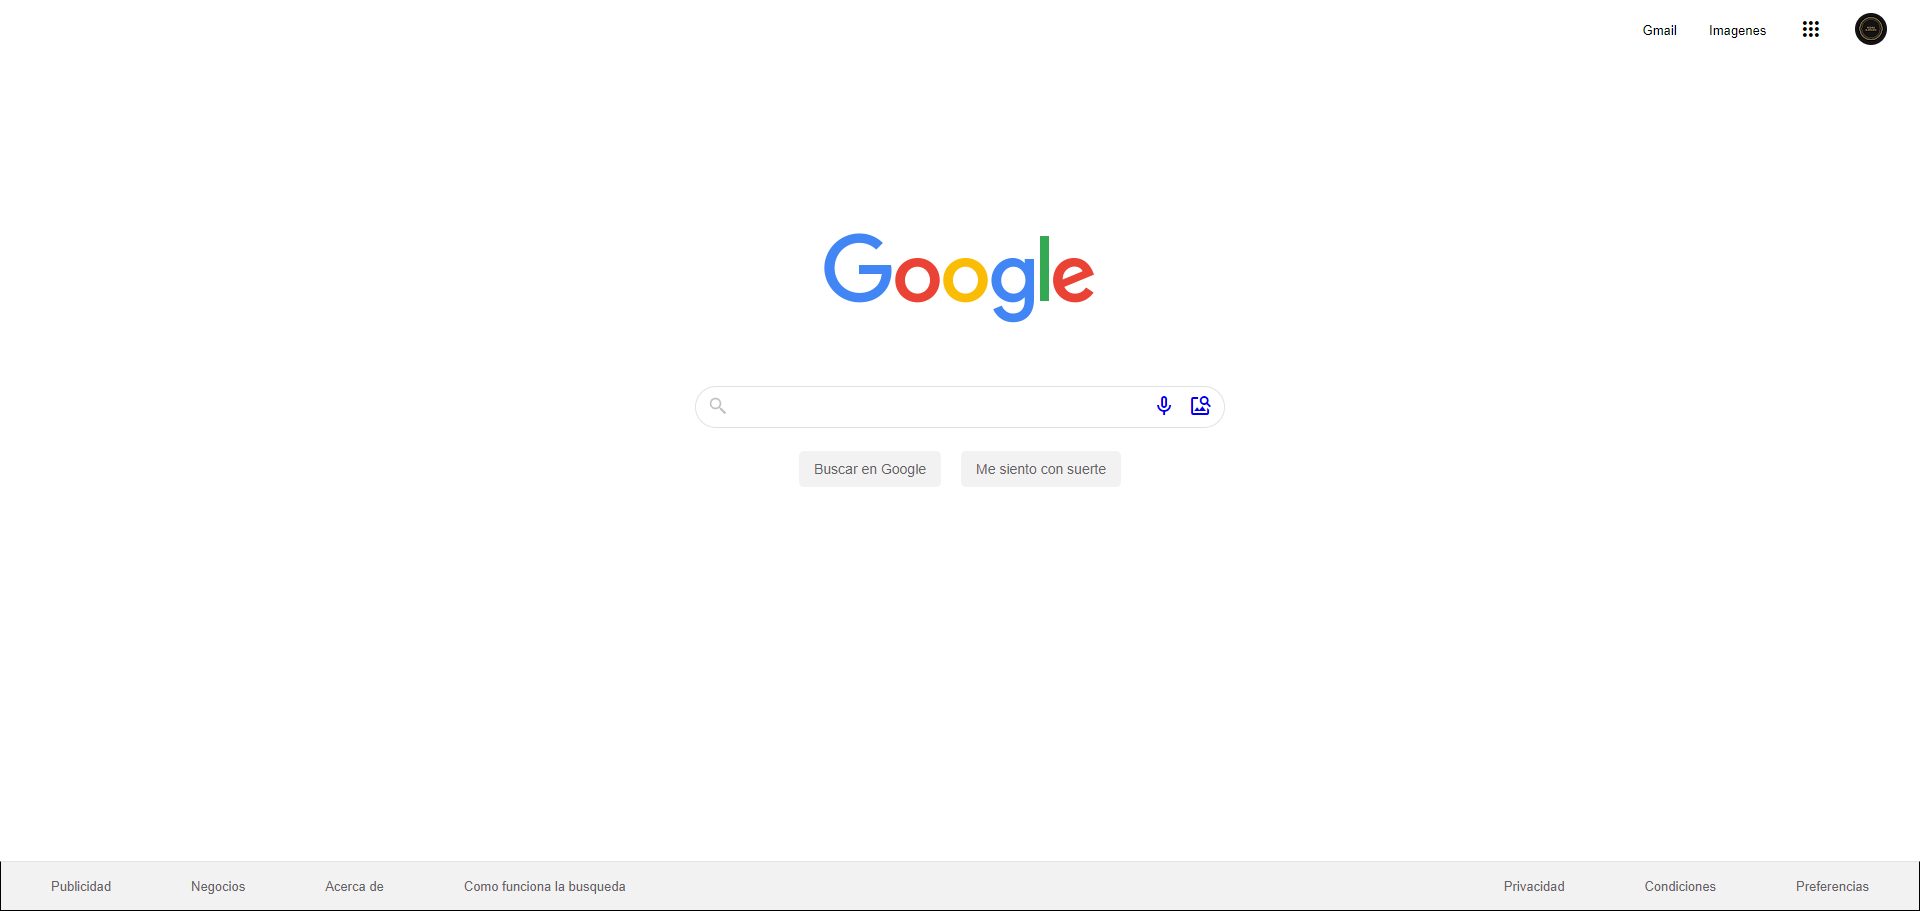 Gmail Imagenes
Google
Buscar en Google Me siento con suerte
Publicidad Negocios Acerca de Como funciona la busqueda Privacidad Condiciones Preferencias